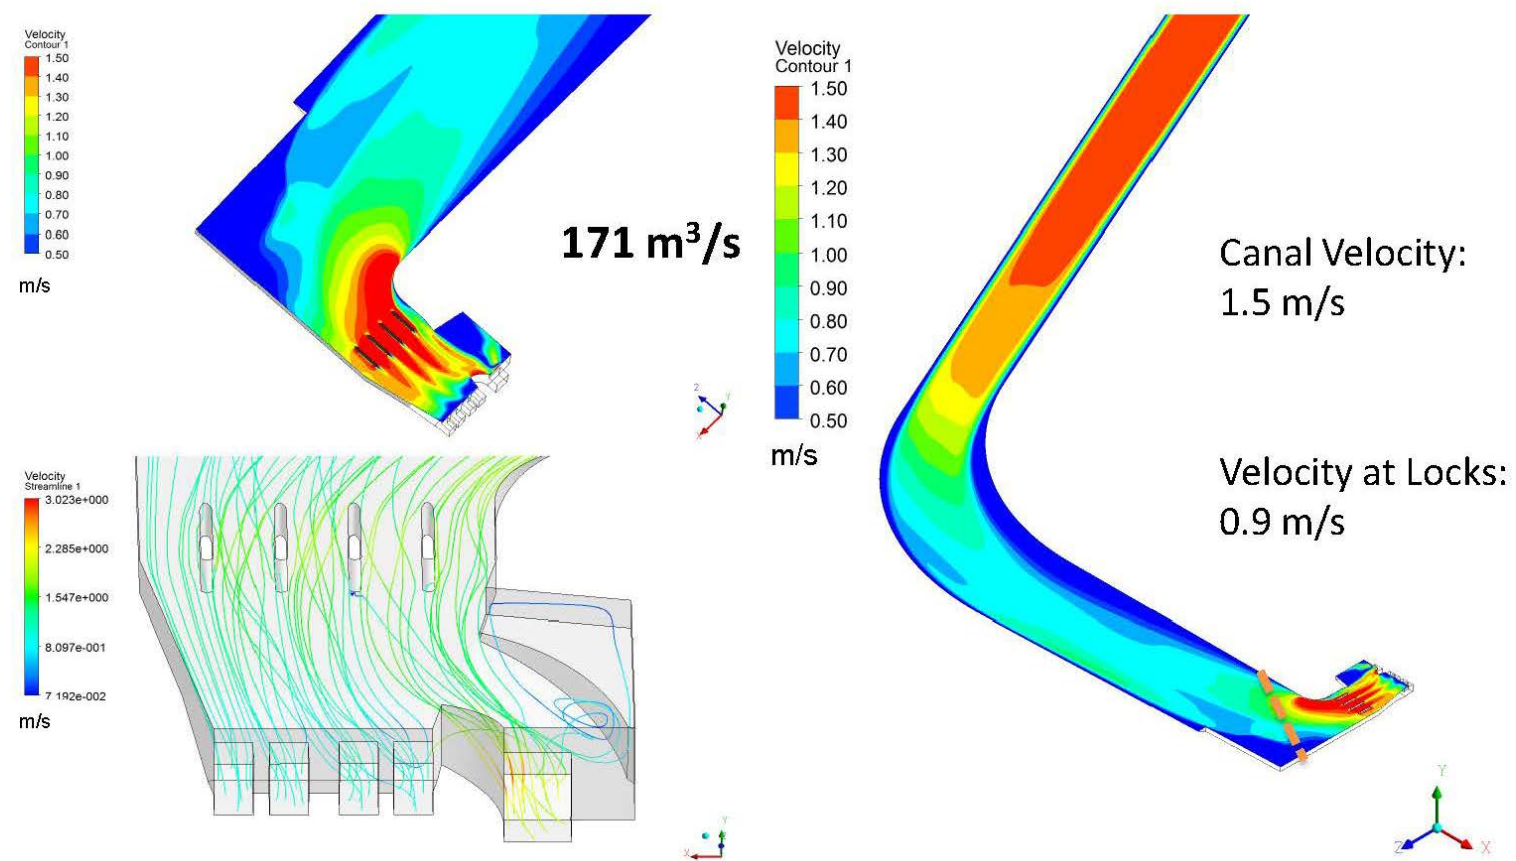 Velocity
Contour 1
1.50
1.40
1.30
1.20
1.10
1.00
0.90
0.80
0.70
0.60
0.50
m/s
171 m³/s
Z
Y
X
Velocity
Streamline 1
3.023e+000
2.285e+000
1.547e+000
8.097e-001
7.192e-002
m/s
Y
X
Velocity
Contour 1
1.50
1.40
1.30
1.20
1.10
1.00
0.90
0.80
0.70
0.60
0.50
m/s
Canal Velocity:
1.5 m/s
Velocity at Locks:
0.9 m/s
Y
Z
X